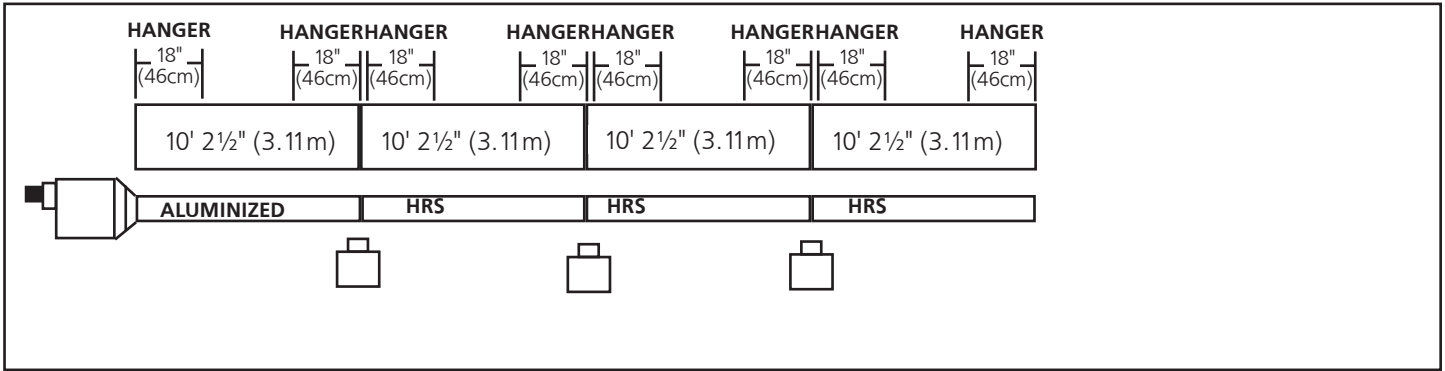 HANGER HANGERHANGER HANGERHANGER HANGERHANGER HANGER
18" 18" 18" 18" 18" 18" 18" 18"
(46cm) (46cm) (46cm) (46cm) (46cm) (46cm) (46cm) (46cm)
10' 2½" (3.11m) 10' 2½" (3.11m) 10' 2½" (3.11m) 10' 2½" (3.11m)
ALUMINIZED HRS HRS HRS